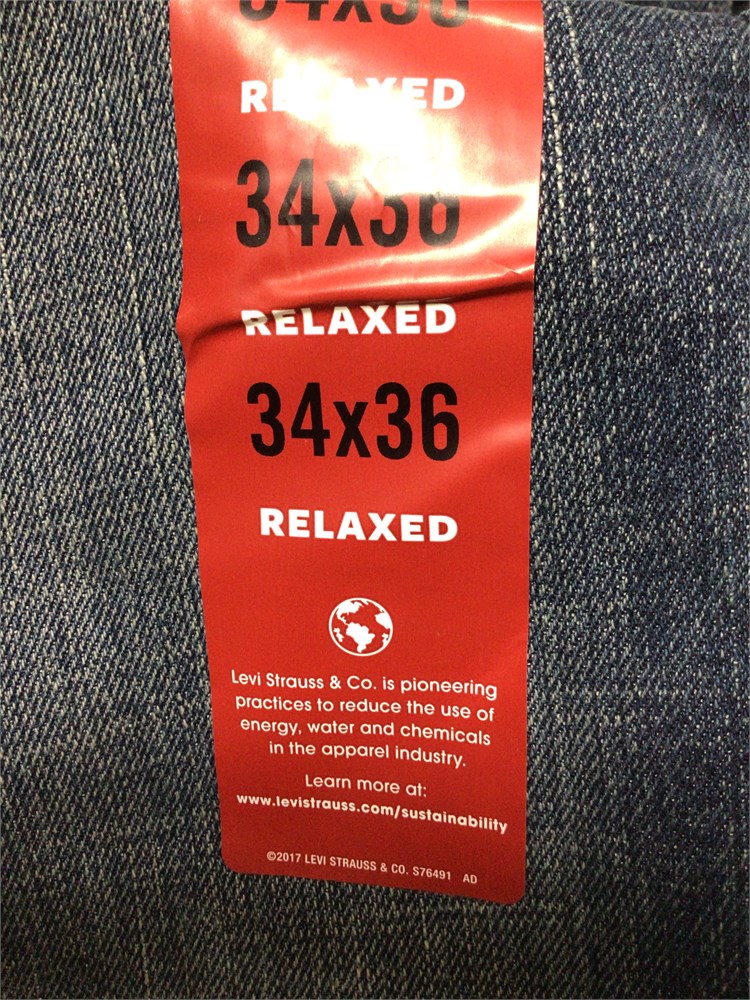 34x36
RELAXED
34x36
RELAXED
34x36
RELAXED
Levi Strauss & Co. is pioneering
practices to reduce the use of
energy, water and chemicals
in the apparel industry.
Learn more at:
www.levistrauss.com/sustainability
©2017 LEVI STRAUSS & CO. S76491 AD